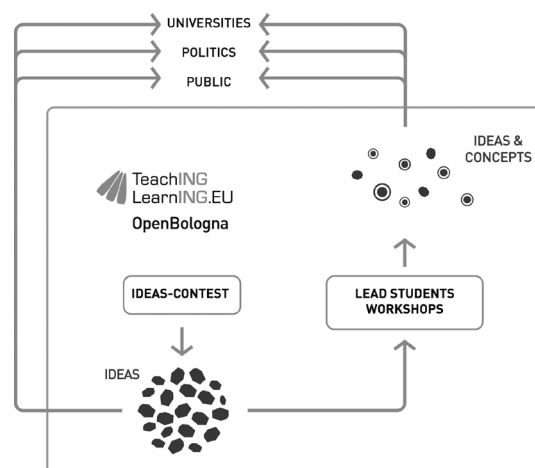 UNIVERSITIES
POLITICS
PUBLIC
IDEAS &
CONCEPTS
TeachING
LearnING.EU
OpenBologna
IDEAS-CONTEST
LEAD STUDENTS
WORKSHOPS
IDEAS